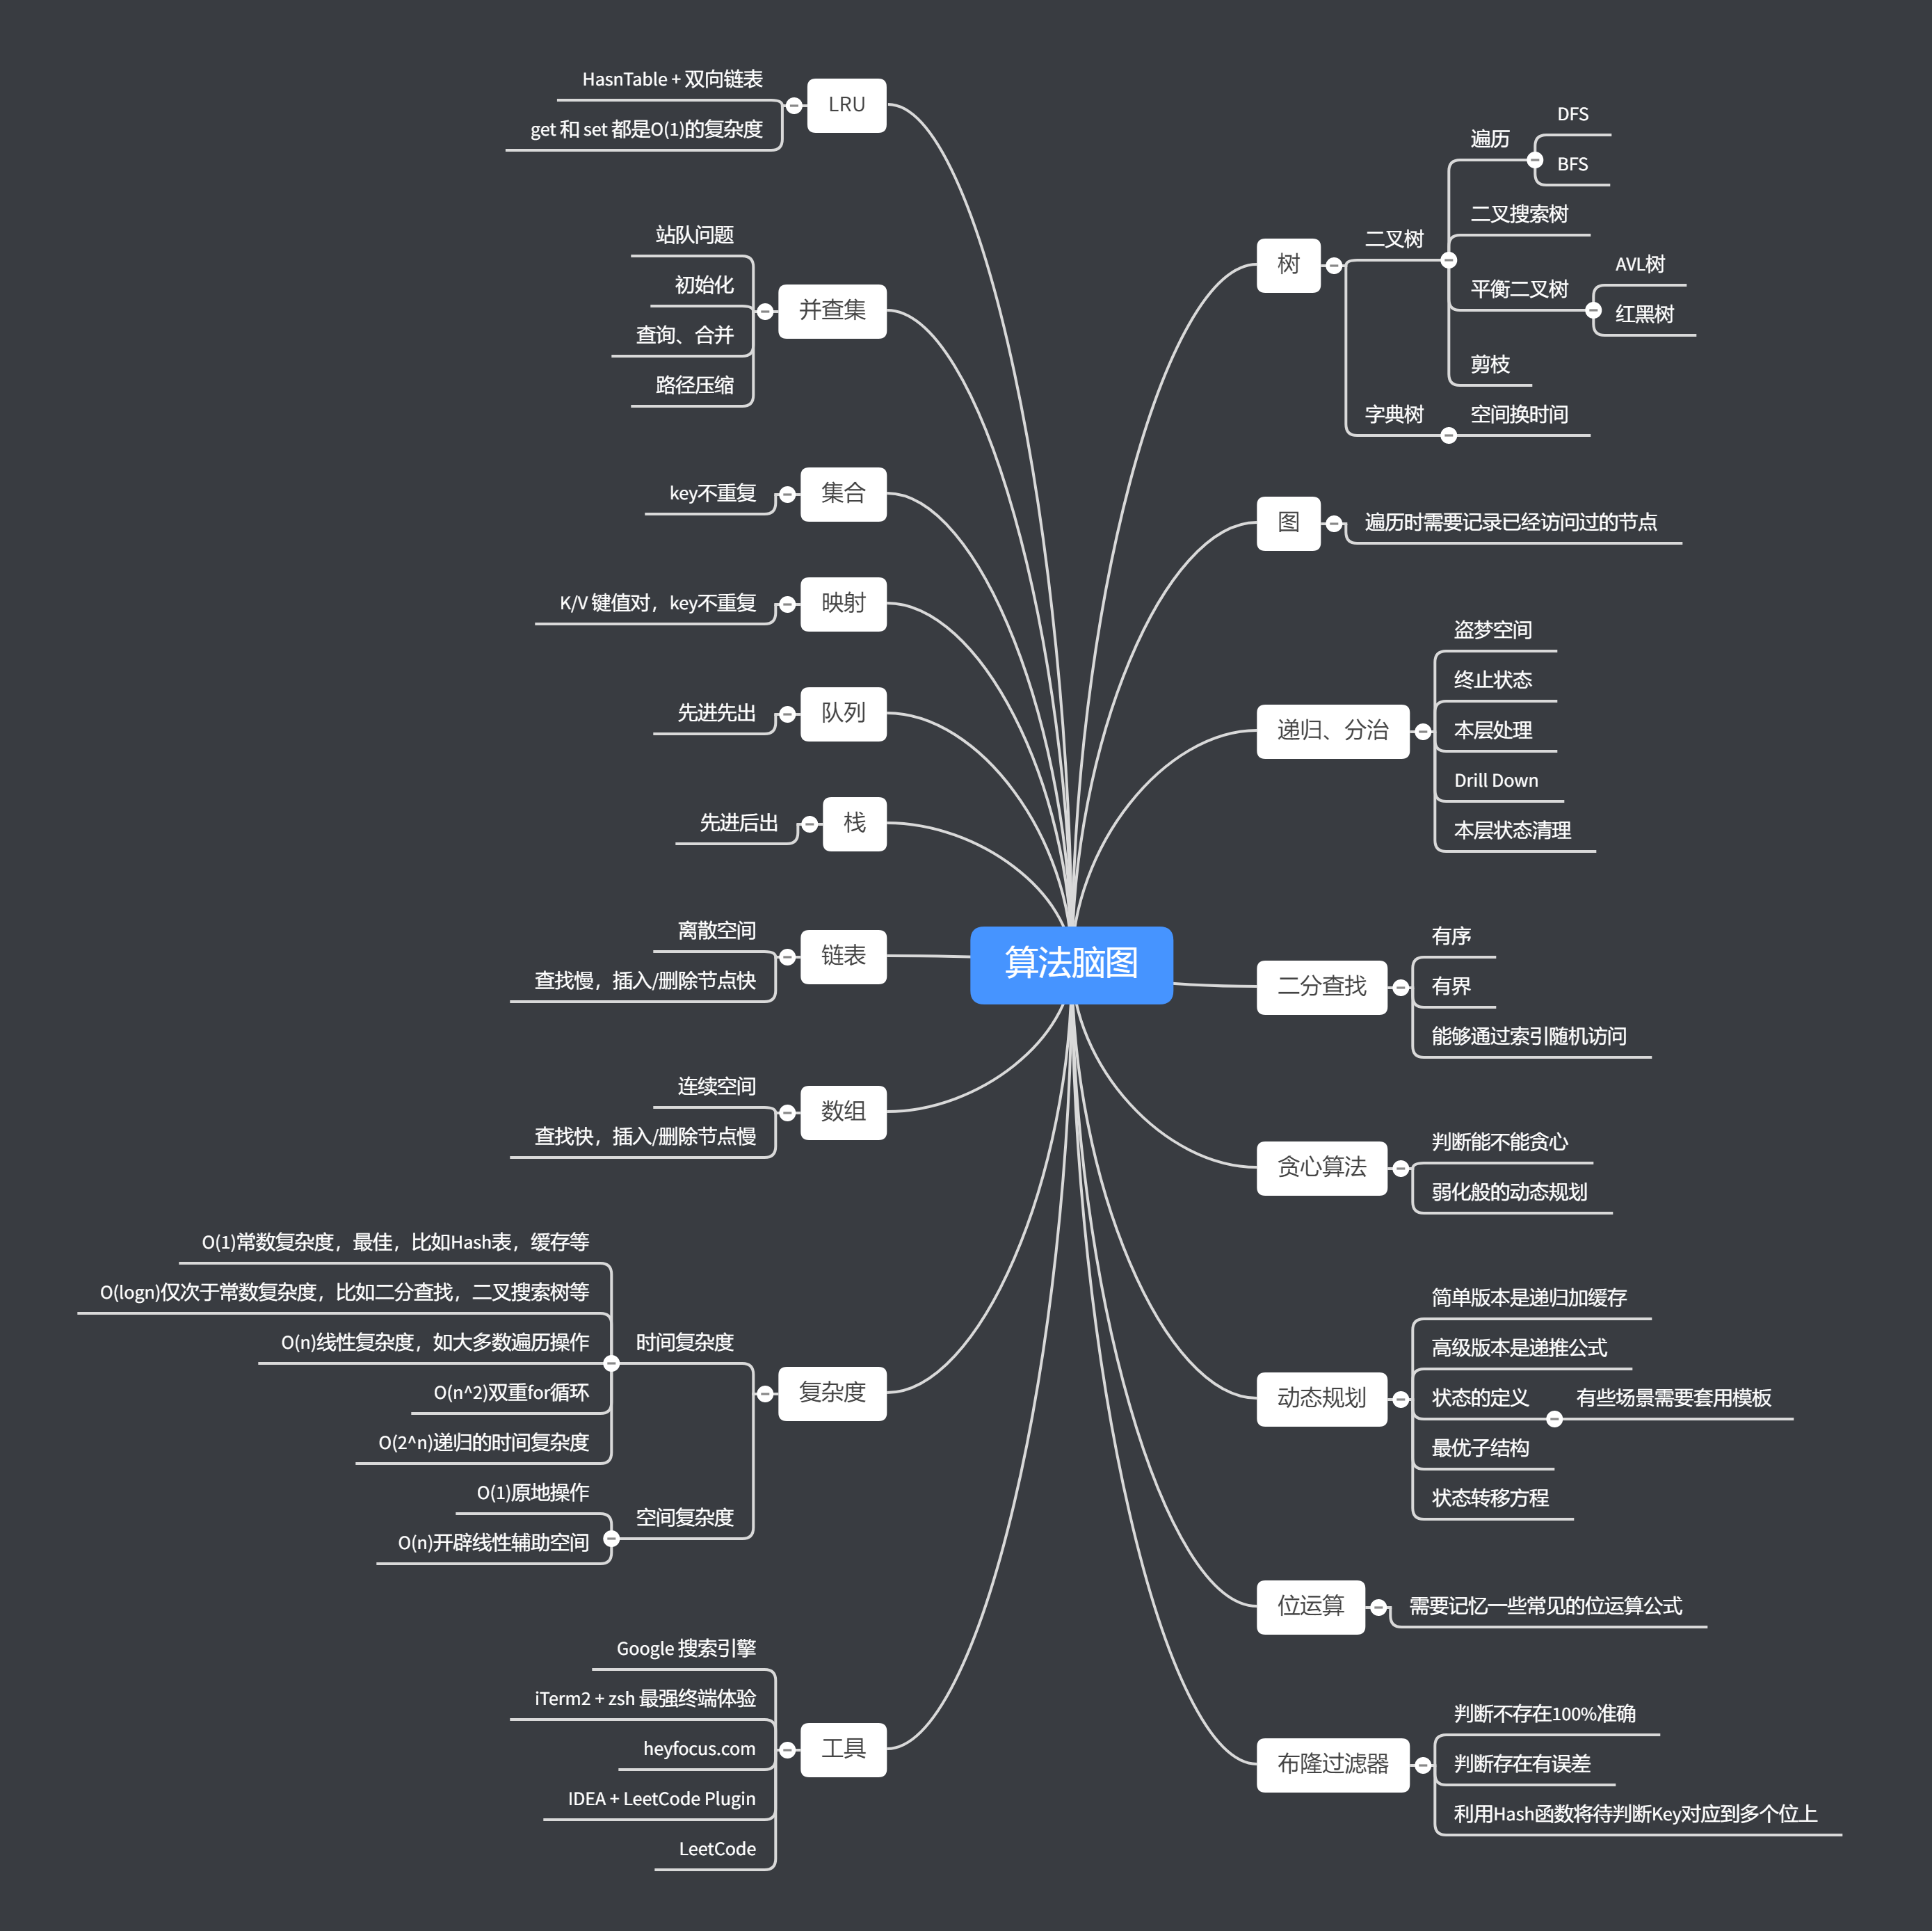 算法脑图
LRU
HasnTable + 双向链表
get 和 set 都是O(1)的复杂度
并查集
站队问题
初始化
查询、合并
路径压缩
集合
key不重复
映射
K/V 键值对，key不重复
队列
先进先出
栈
先进后出
链表
离散空间
查找慢，插入/删除节点快
数组
连续空间
查找快，插入/删除节点慢
复杂度
时间复杂度
O(1)常数复杂度，最佳，比如Hash表，缓存等
O(logn)仅次于常数复杂度，比如二分查找，二叉搜索树等
O(n)线性复杂度，如大多数遍历操作
O(n^2)双重for循环
O(2^n)递归的时间复杂度
空间复杂度
O(1)原地操作
O(n)开辟线性辅助空间
工具
Google 搜索引擎
iTerm2 + zsh 最强终端体验
heyfocus.com
IDEA + LeetCode Plugin
LeetCode
树
二叉树
遍历
DFS
BFS
二叉搜索树
平衡二叉树
AVL树
红黑树
剪枝
字典树
空间换时间
图
遍历时需要记录已经访问过的节点
递归、分治
盗梦空间
终止状态
本层处理
Drill Down
本层状态清理
二分查找
有序
有界
能够通过索引随机访问
贪心算法
判断能不能贪心
弱化般的动态规划
动态规划
简单版本是递归加缓存
高级版本是递推公式
状态的定义
有些场景需要套用模板
最优子结构
状态转移方程
位运算
需要记忆一些常见的位运算公式
布隆过滤器
判断不存在100%准确
判断存在有误差
利用Hash函数将待判断Key对应到多个位上